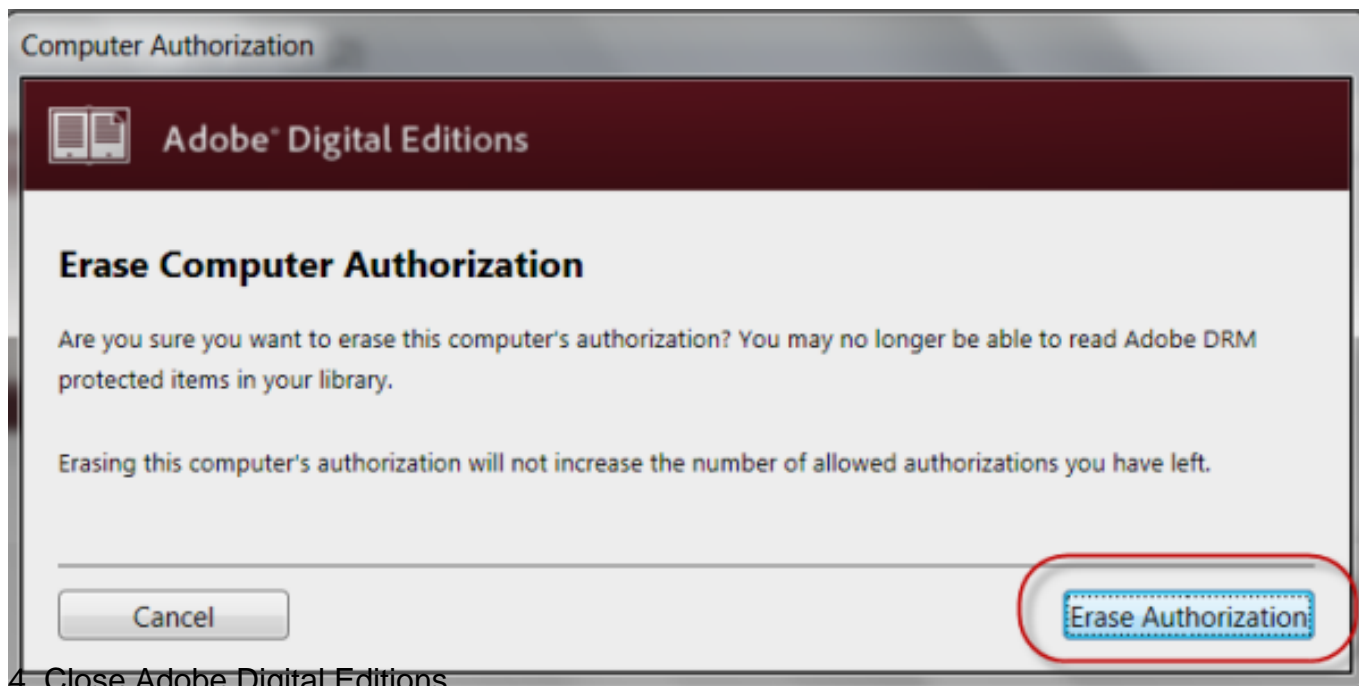 Computer Authorization
Adobe® Digital Editions
Erase Computer Authorization
Are you sure you want to erase this computer's authorization? You may no longer be able to read Adobe DRM
protected items in your library.
Erasing this computer's authorization will not increase the number of allowed authorizations you have left.
Cancel
Erase Authorization
4. Close Adobe Digital Editions